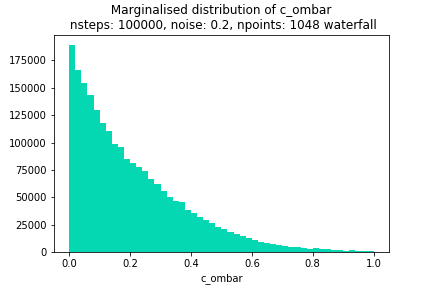 Marginalised distribution of c_ombar
nsteps: 100000, noise: 0.2, npoints: 1048 waterfall
175000
150000
125000
100000
75000
50000
25000
0
0.0 0.2 0.4 0.6 0.8 1.0
c_ombar